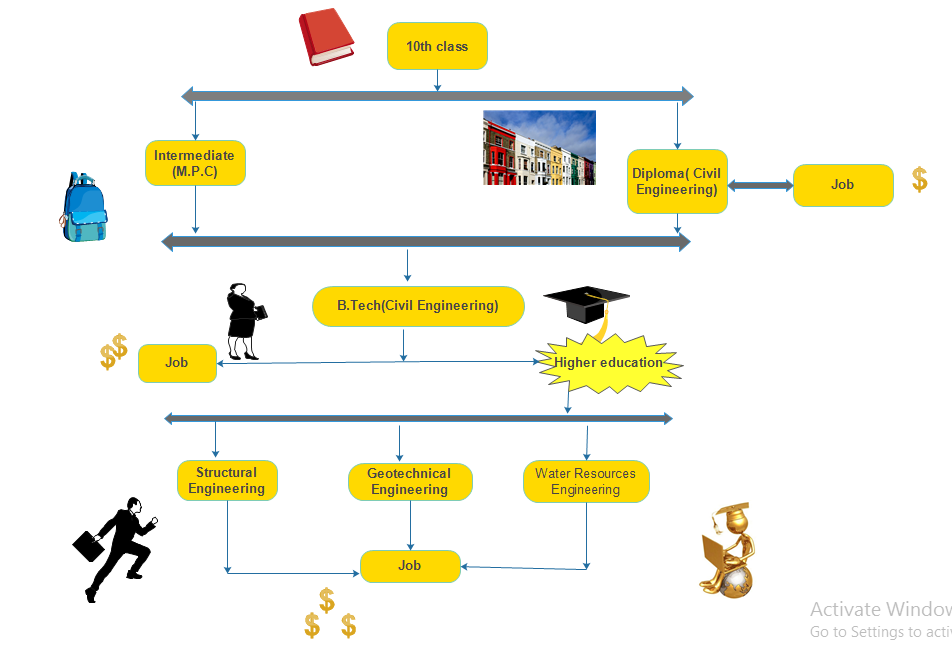 10th class
Intermediate
(M.P.C)
Diploma( Civil
Engineering)
Job
B.Tech(Civil Engineering)
Job
Higher education
Structural
Engineering
Geotechnical
Engineering
Water Resources
Engineering
Job
Activate Window
Go to Settings to activ